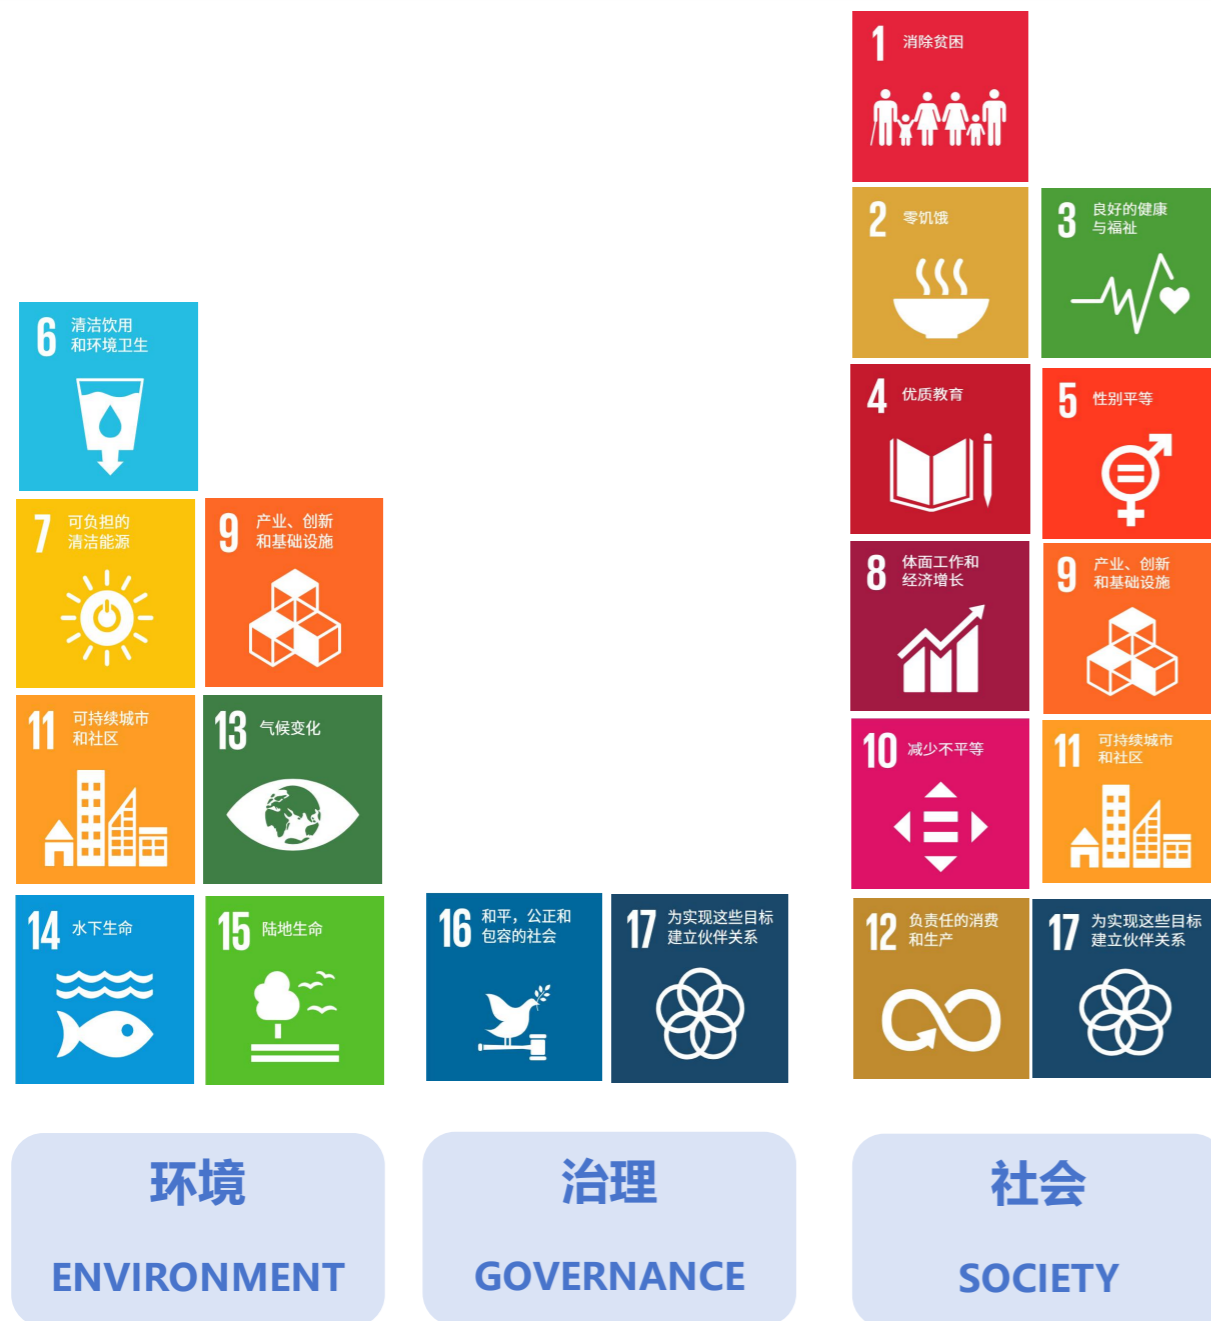 6
清洁饮用
和环境卫生
7
可负担的
清洁能源
9
产业、创新
和基础设施
11
可持续城市
和社区
13
气候变化
14
水下生命
15
陆地生命
环境
ENVIRONMENT
16
和平，公正和
包容的社会
17
为实现这些目标
建立伙伴关系
治理
GOVERNANCE
1
消除贫困
2
零饥饿
3
良好的健康
与福祉
4
优质教育
5
性别平等
8
体面工作和
经济增长
9
产业、创新
和基础设施
10
减少不平等
11
可持续城市
和社区
12
负责任的消费
和生产
17
为实现这些目标
建立伙伴关系
社会
SOCIETY